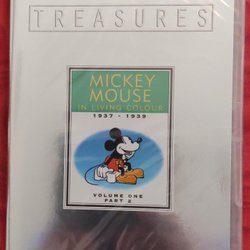 TREASURES
MICKEY
MOUSE
IN LIVING COLOUR
1937 - 1939
VOLUME ONE
PART 2